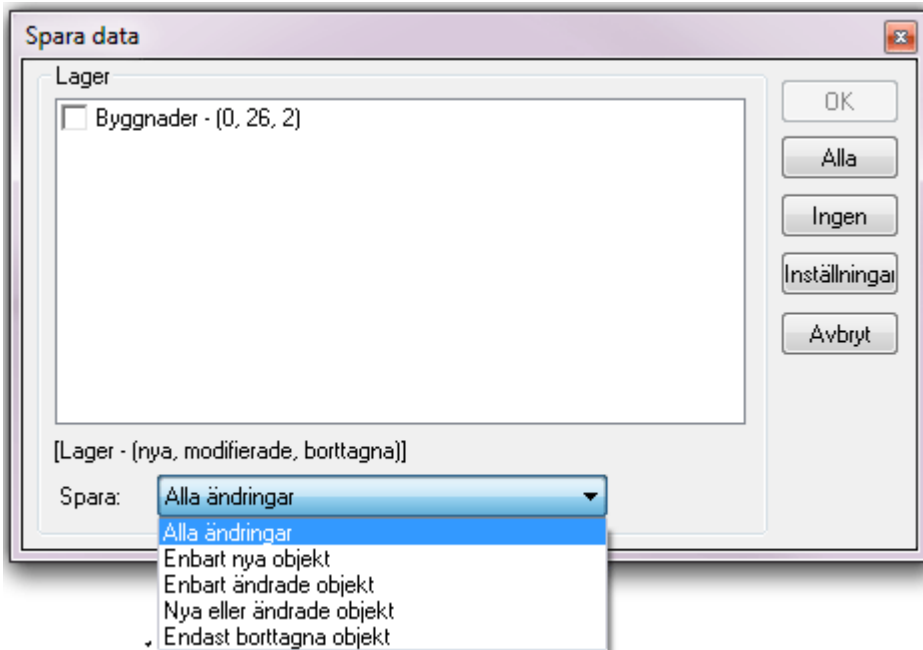 Spara data
Lager
Byggnader - (0, 26, 2)
OK
Alla
Ingen
Inställningar
Avbryt
[Lager - (nya, modifierade, borttagna)]
Spara: Alla ändringar
Alla ändringar
Enbart nya objekt
Enbart ändrade objekt
Nya eller ändrade objekt
Endast borttagna objekt